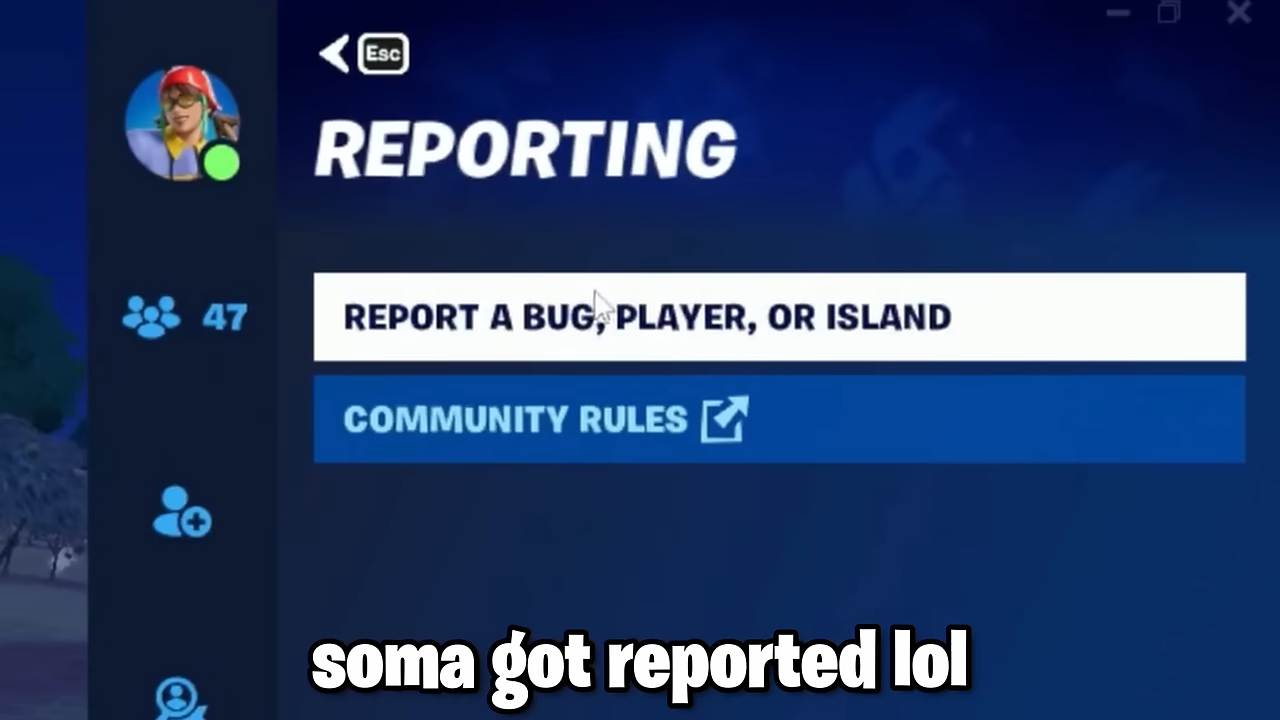 Esc
REPORTING
47
REPORT A BUG, PLAYER, OR ISLAND
COMMUNITY RULES
soma got reported lol